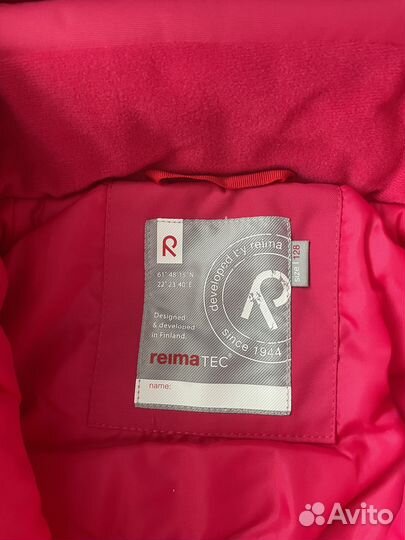 R
61° 48 15"N
22° 23 40"E
Designed
& developed
in Finland.
reimaTEC®
name:
developed by reima
R
since 1944
size | 128
Avito